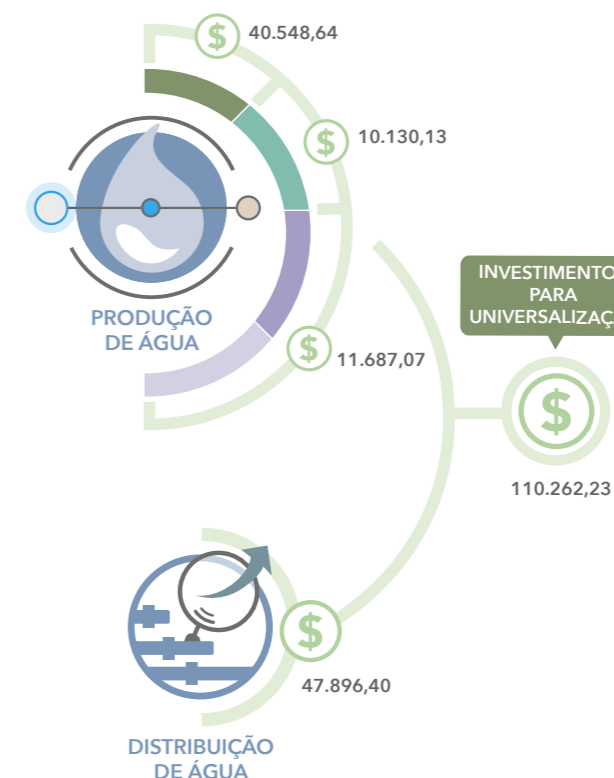 $ 40.548,64
$ 10.130,13
PRODUÇÃO
DE ÁGUA
$ 11.687,07
INVESTIMENTO
PARA
UNIVERSALIZAÇ
$
110.262,23
$
47.896,40
DISTRIBUIÇÃO
DE ÁGUA